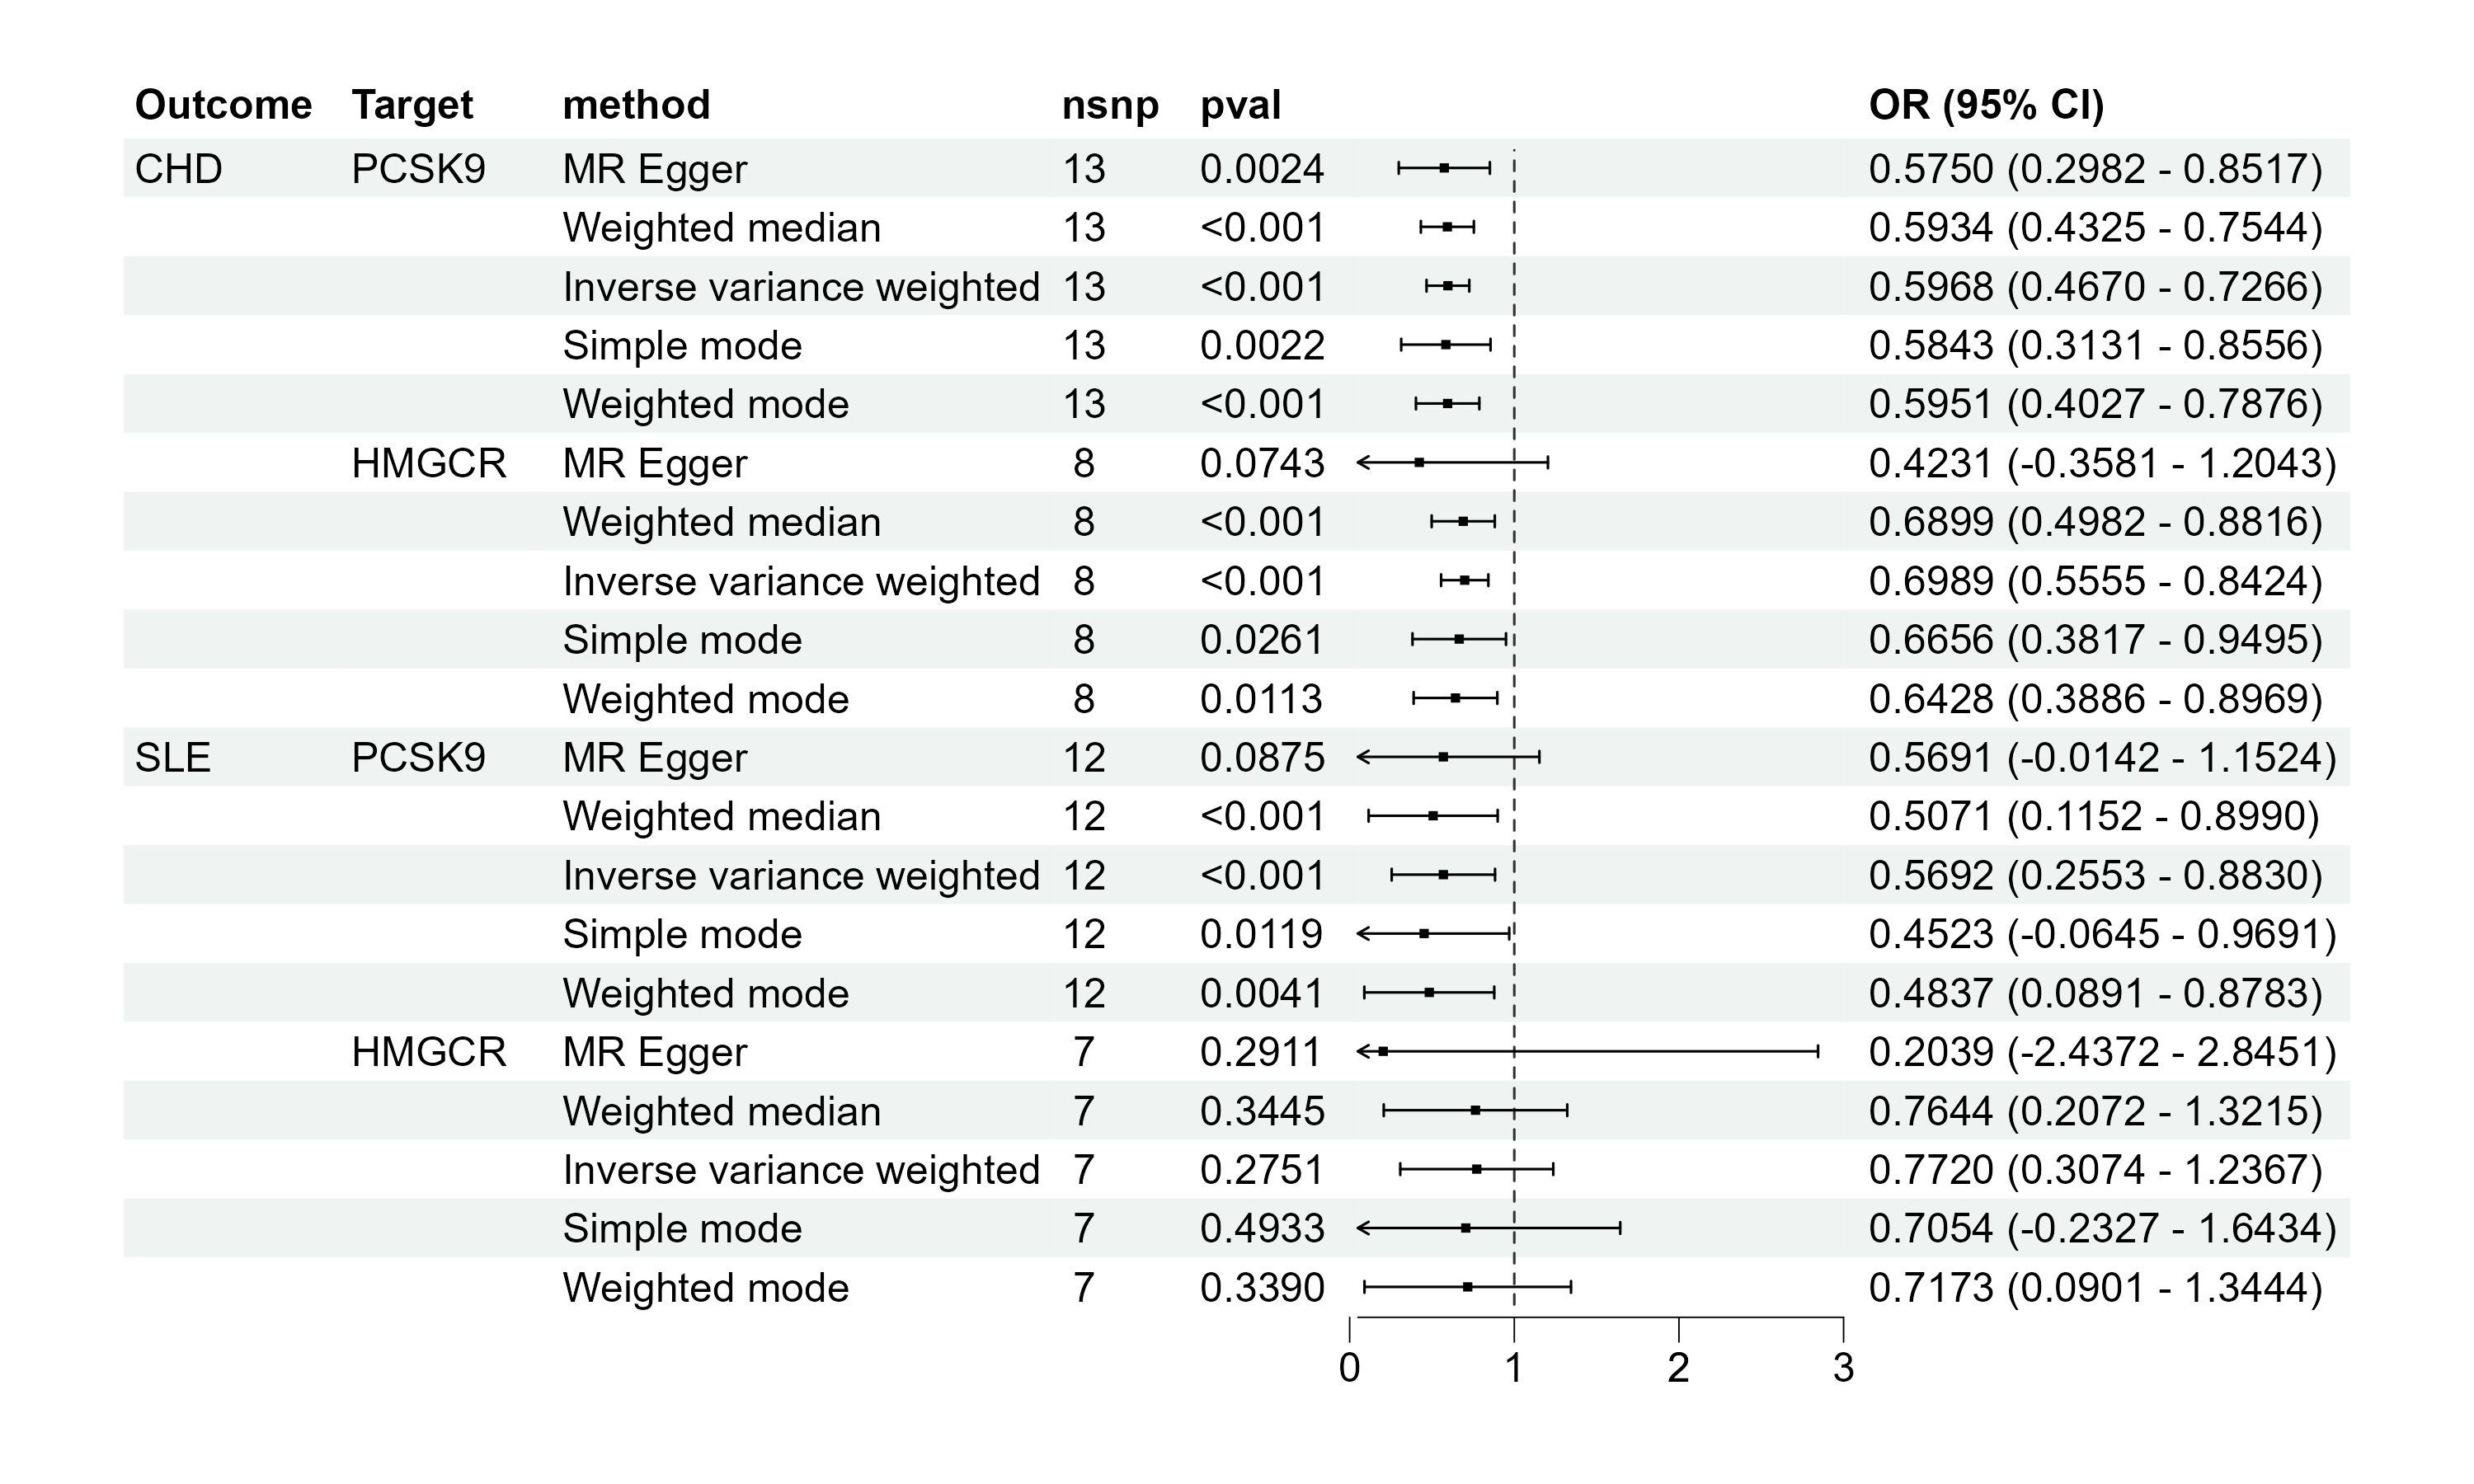 Outcome Target method nsnp pval OR (95% CI)
CHD PCSK9 MR Egger 13 0.0024 0.5750 (0.2982 - 0.8517)
Weighted median 13 <0.001 0.5934 (0.4325 - 0.7544)
Inverse variance weighted 13 <0.001 0.5968 (0.4670 - 0.7266)
Simple mode 13 0.0022 0.5843 (0.3131 - 0.8556)
Weighted mode 13 <0.001 0.5951 (0.4027 - 0.7876)
HMGCR MR Egger 8 0.0743 0.4231 (-0.3581 - 1.2043)
Weighted median 8 <0.001 0.6899 (0.4982 - 0.8816)
Inverse variance weighted 8 <0.001 0.6989 (0.5555 - 0.8424)
Simple mode 8 0.0261 0.6656 (0.3817 - 0.9495)
Weighted mode 8 0.0113 0.6428 (0.3886 - 0.8969)
SLE PCSK9 MR Egger 12 0.0875 0.5691 (-0.0142 - 1.1524)
Weighted median 12 <0.001 0.5071 (0.1152 - 0.8990)
Inverse variance weighted 12 <0.001 0.5692 (0.2553 - 0.8830)
Simple mode 12 0.0119 0.4523 (-0.0645 - 0.9691)
Weighted mode 12 0.0041 0.4837 (0.0891 - 0.8783)
HMGCR MR Egger 7 0.2911 0.2039 (-2.4372 - 2.8451)
Weighted median 7 0.3445 0.7644 (0.2072 - 1.3215)
Inverse variance weighted 7 0.2751 0.7720 (0.3074 - 1.2367)
Simple mode 7 0.4933 0.7054 (-0.2327 - 1.6434)
Weighted mode 7 0.3390 0.7173 (0.0901 - 1.3444)
0 1 2 3